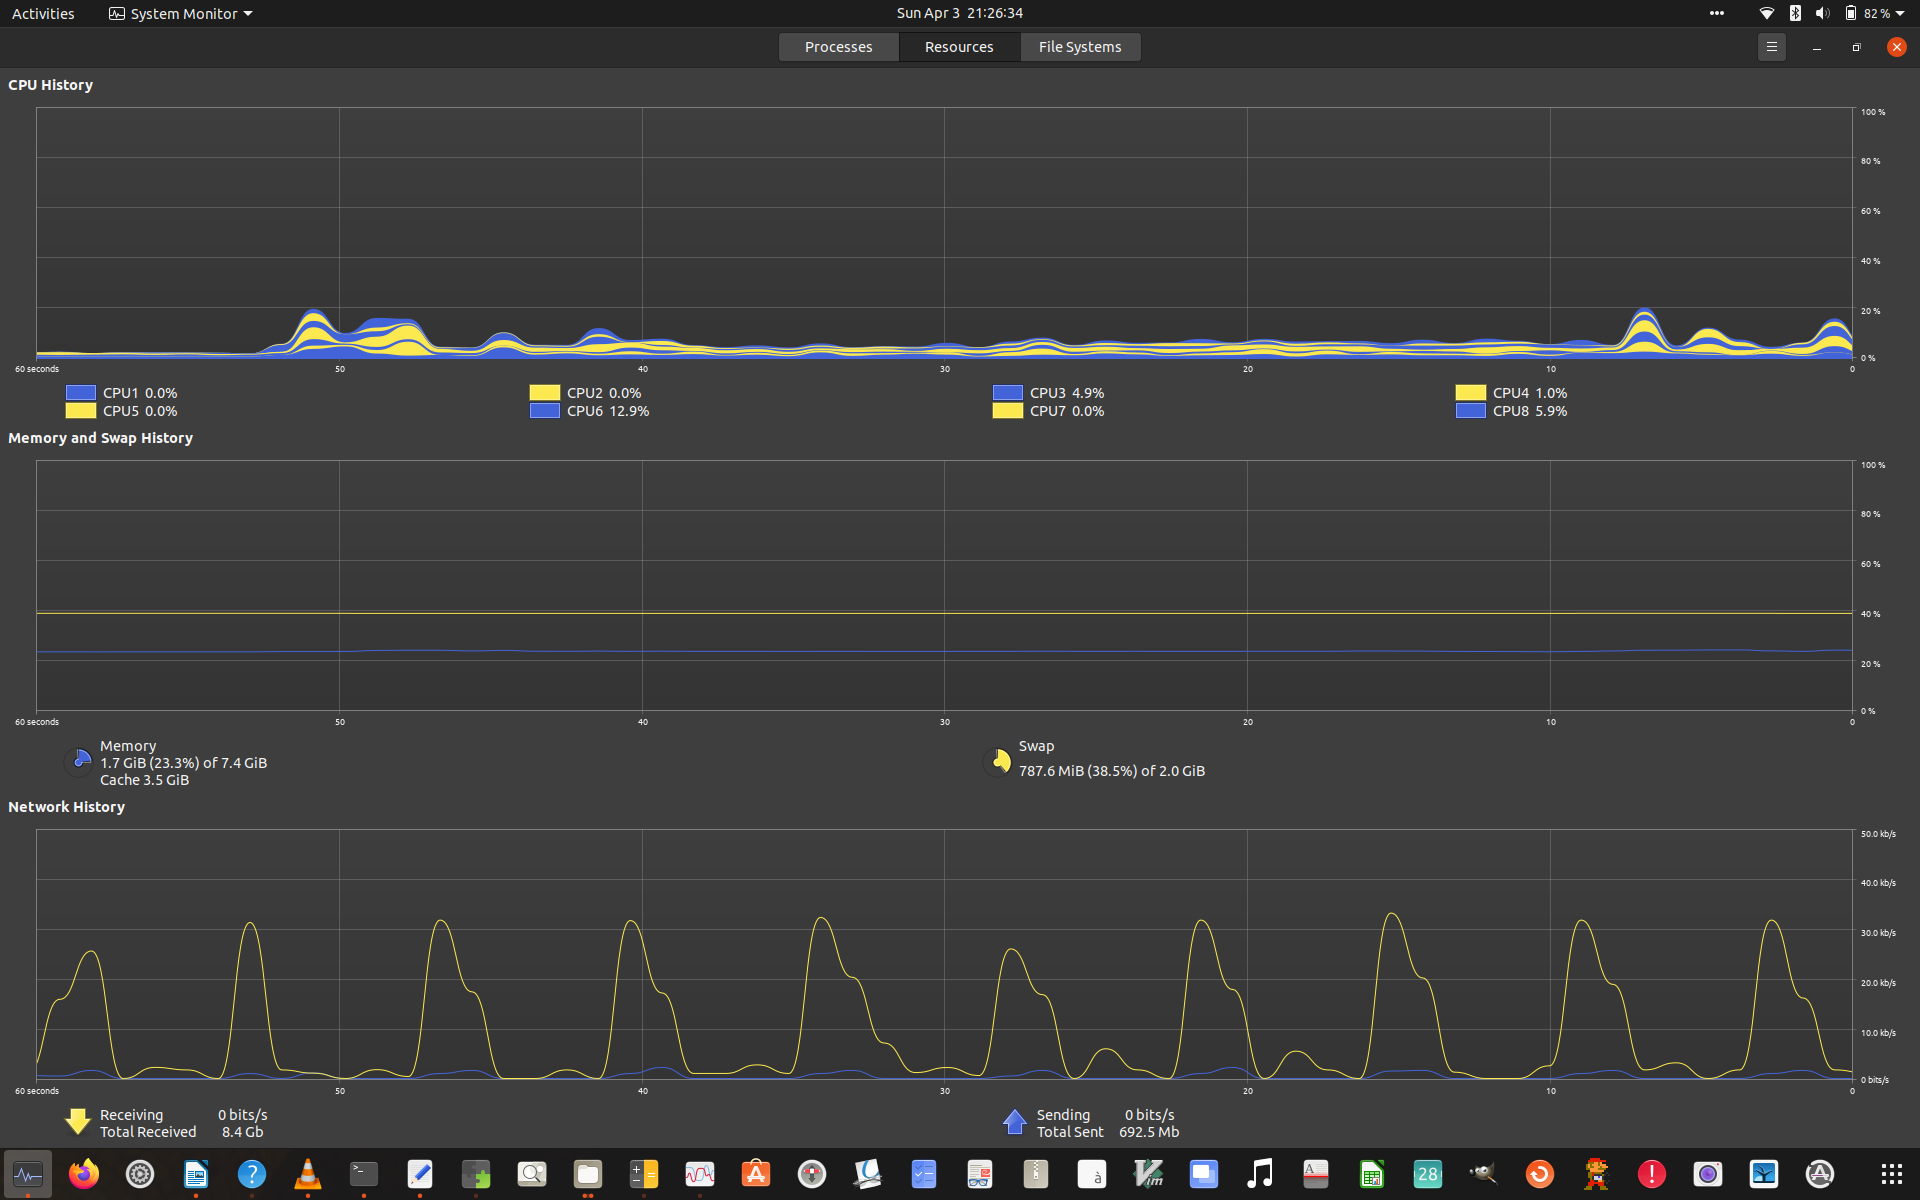 Activities System Monitor Sun Apr 3 21:26:34 82 %
Processes Resources File Systems
CPU History
100 %
80 %
60 %
40 %
20 %
0 %
60 seconds 50 40 30 20 10 0
CPU1 0.0% CPU2 0.0% CPU3 4.9% CPU4 1.0%
CPU5 0.0% CPU6 12.9% CPU7 0.0% CPU8 5.9%
Memory and Swap History
100 %
80 %
60 %
40 %
20 %
0 %
60 seconds 50 40 30 20 10 0
Memory
1.7 GiB (23.3%) of 7.4 GiB
Cache 3.5 GiB
Swap
787.6 MiB (38.5%) of 2.0 GiB
Network History
50.0 kb/s
40.0 kb/s
30.0 kb/s
20.0 kb/s
10.0 kb/s
0 bits/s
60 seconds 50 40 30 20 10 0
Receiving 0 bits/s
Total Received 8.4 Gb
Sending 0 bits/s
Total Sent 692.5 Mb
>_ ? A à Vim A 28 !